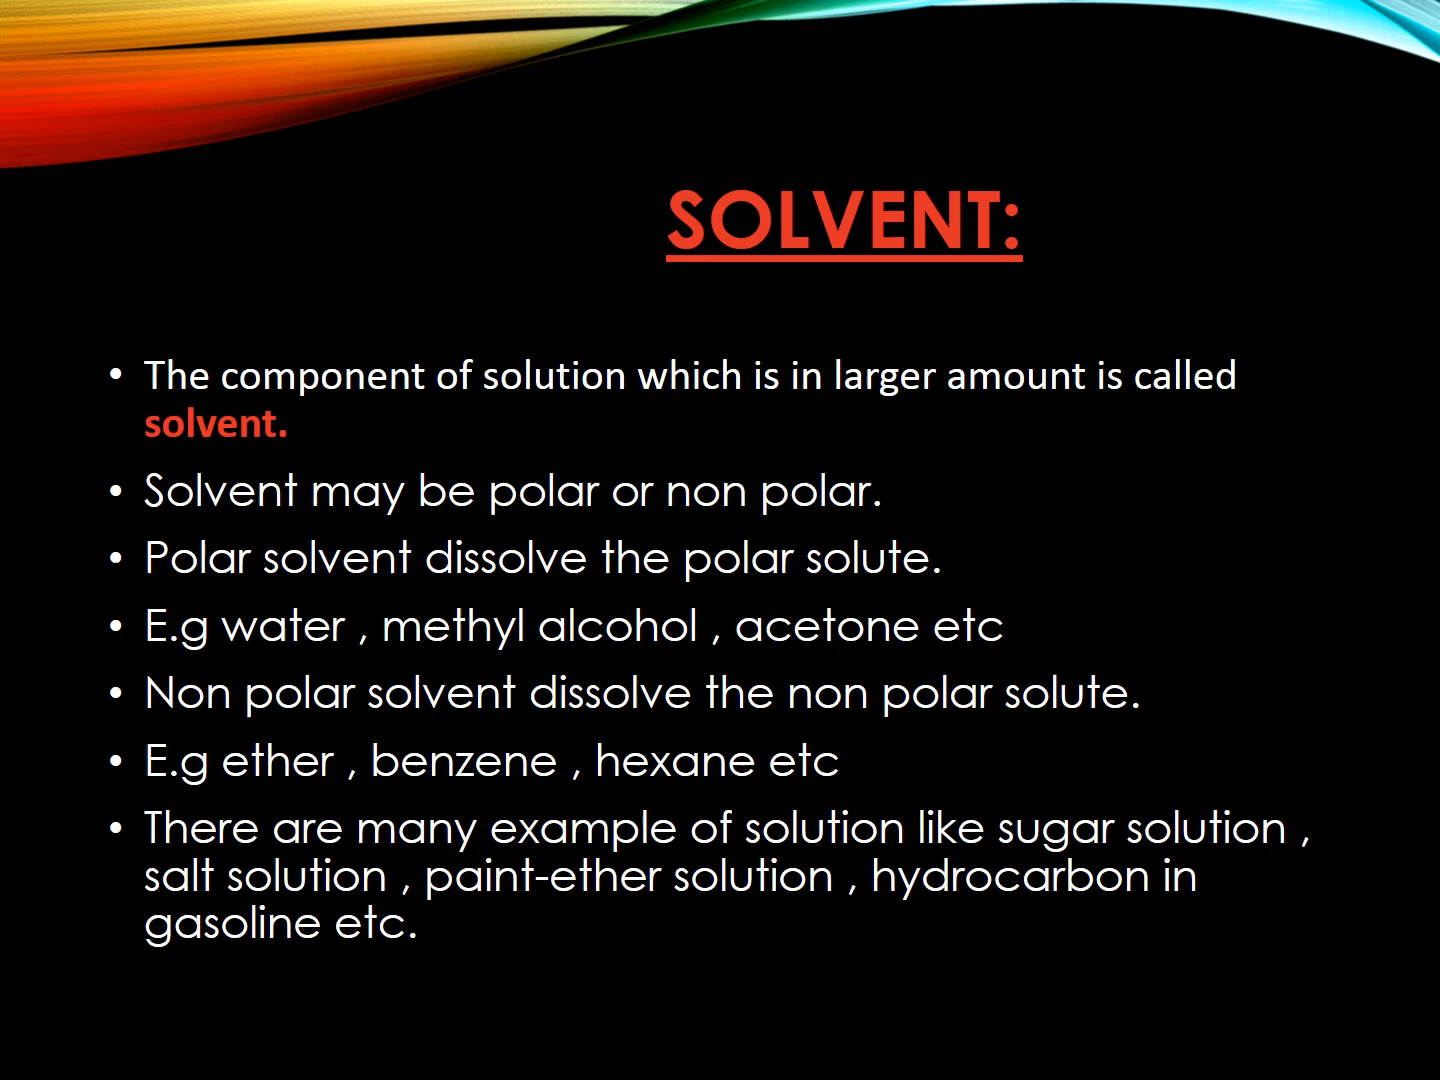 SOLVENT:
• The component of solution which is in larger amount is called
solvent.
• Solvent may be polar or non polar.
• Polar solvent dissolve the polar solute.
• E.g water , methyl alcohol , acetone etc
• Non polar solvent dissolve the non polar solute.
• E.g ether , benzene , hexane etc
• There are many example of solution like sugar solution ,
salt solution , paint-ether solution , hydrocarbon in
gasoline etc.